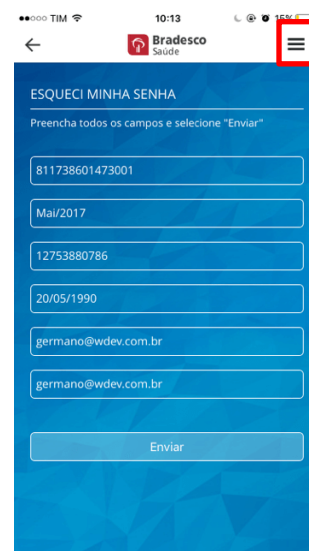 TIM 10:13 15%
Bradesco
Saúde
ESQUECI MINHA SENHA
Preencha todos os campos e selecione "Enviar"
811738601473001
Mai/2017
12753880786
20/05/1990
germano@wdev.com.br
germano@wdev.com.br
Enviar